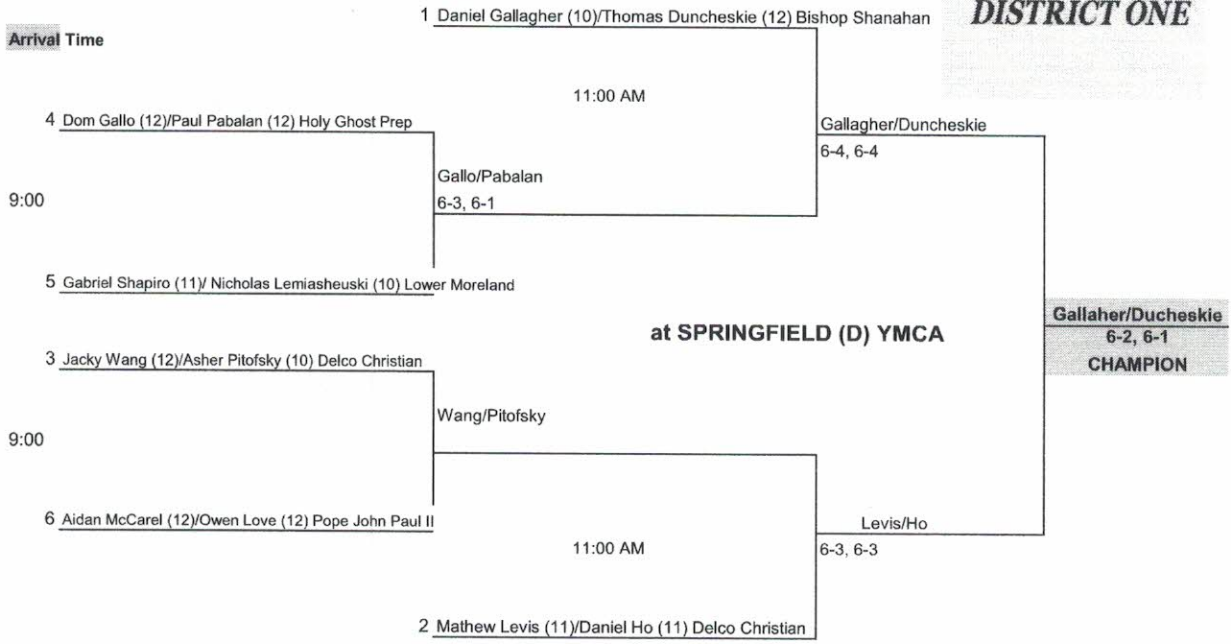 1 Daniel Gallagher (10)/Thomas Duncheskie (12) Bishop Shanahan
DISTRICT ONE
Arrival Time
11:00 AM
4 Dom Gallo (12)/Paul Pabalan (12) Holy Ghost Prep
Gallagher/Duncheskie
6-4, 6-4
Gallo/Pabalan
9:00
6-3, 6-1
5 Gabriel Shapiro (11)/ Nicholas Lemiasheuski (10) Lower Moreland
Gallaher/Ducheskie
at SPRINGFIELD (D) YMCA
6-2, 6-1
3 Jacky Wang (12)/Asher Pitofsky (10) Delco Christian
CHAMPION
Wang/Pitofsky
9:00
6 Aidan McCarel (12)/Owen Love (12) Pope John Paul II
Levis/Ho
11:00 AM
6-3, 6-3
2 Mathew Levis (11)/Daniel Ho (11) Delco Christian